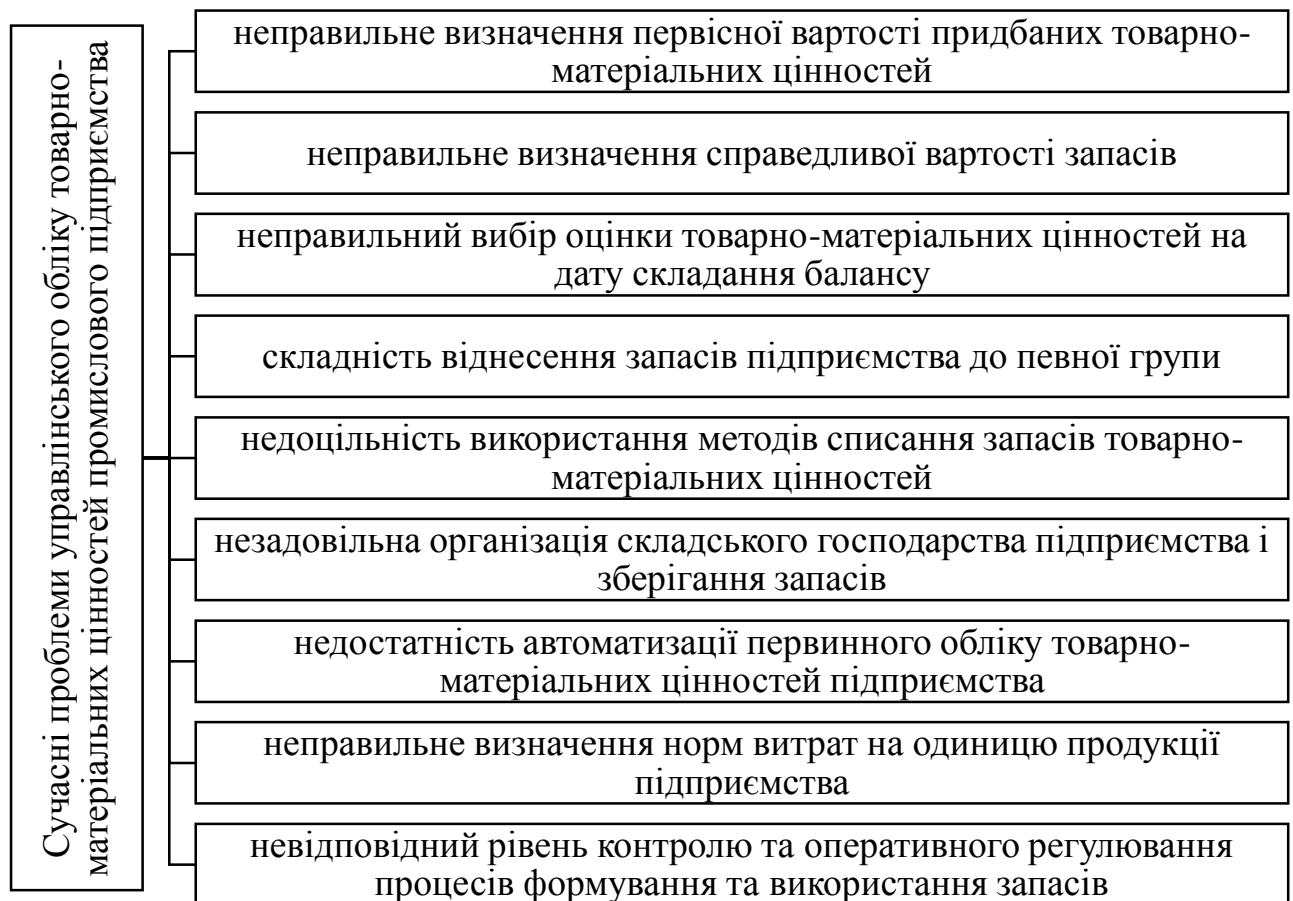 Сучасні проблеми управлінського обліку товарно-
матеріальних цінностей промислового підприємства
неправильне визначення первісної вартості придбаних товарно-
матеріальних цінностей
неправильне визначення справедливої вартості запасів
неправильний вибір оцінки товарно-матеріальних цінностей на
дату складання балансу
складність віднесення запасів підприємства до певної групи
недоцільність використання методів списання запасів товарно-
матеріальних цінностей
незадовільна організація складського господарства підприємства і
зберігання запасів
недостатність автоматизації первинного обліку товарно-
матеріальних цінностей підприємства
неправильне визначення норм витрат на одиницю продукції
підприємства
невідповідний рівень контролю та оперативного регулювання
процесів формування та використання запасів